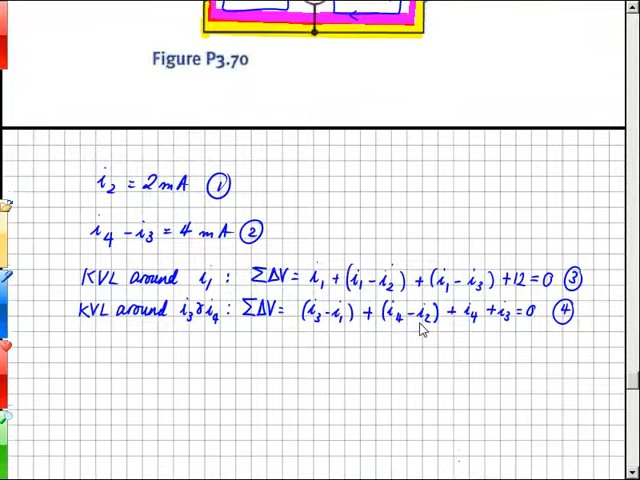 Figure P3.70
i₂ = 2 mA ①
i₄ - i₃ = 4 mA ②
KVL around i₁ : ΣΔV = i₁ + (i₁ - i₂) + (i₁ - i₃) + 12 = 0 ③
KVL around i₃ & i₄ : ΣΔV = (i₃ - i₁) + (i₄ - i₂) + i₄ + i₃ = 0 ④